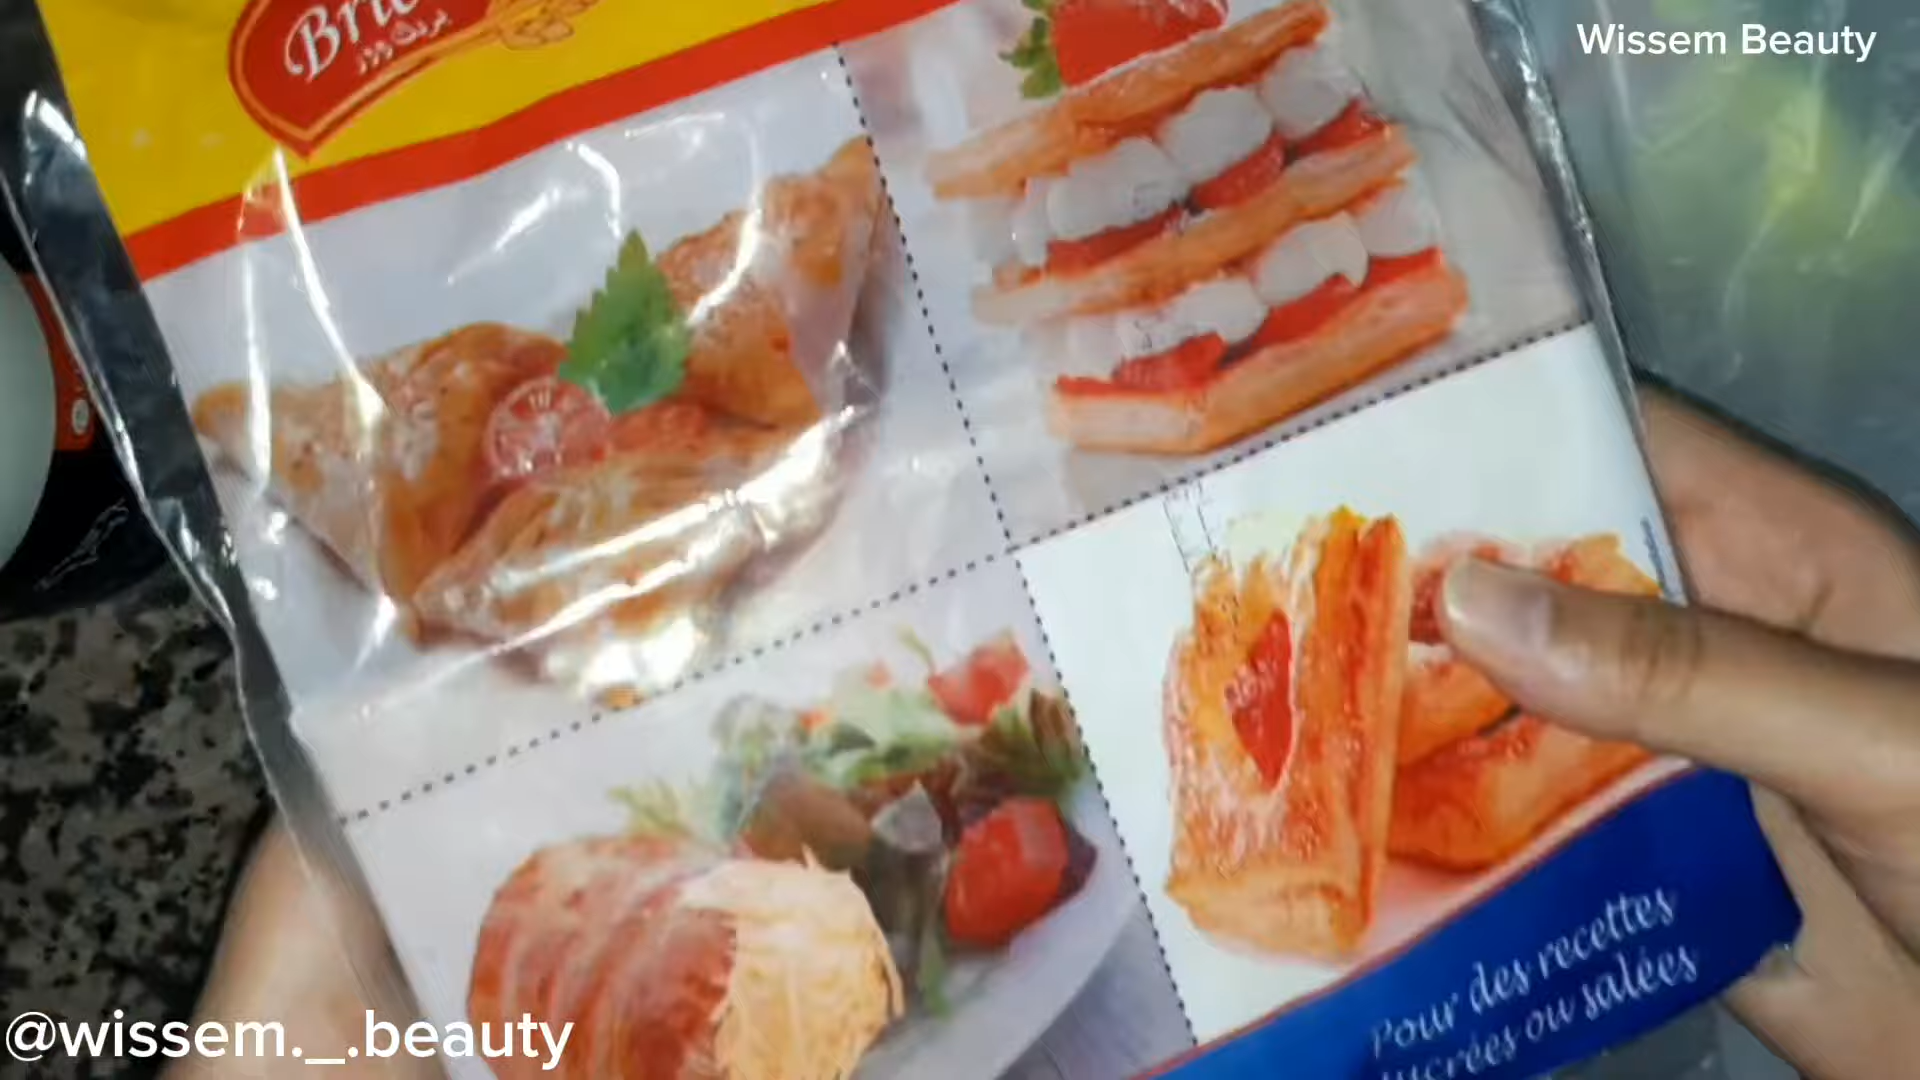 Wissem Beauty
Pour des recettes
sucrées ou salées
@wissem._.beauty